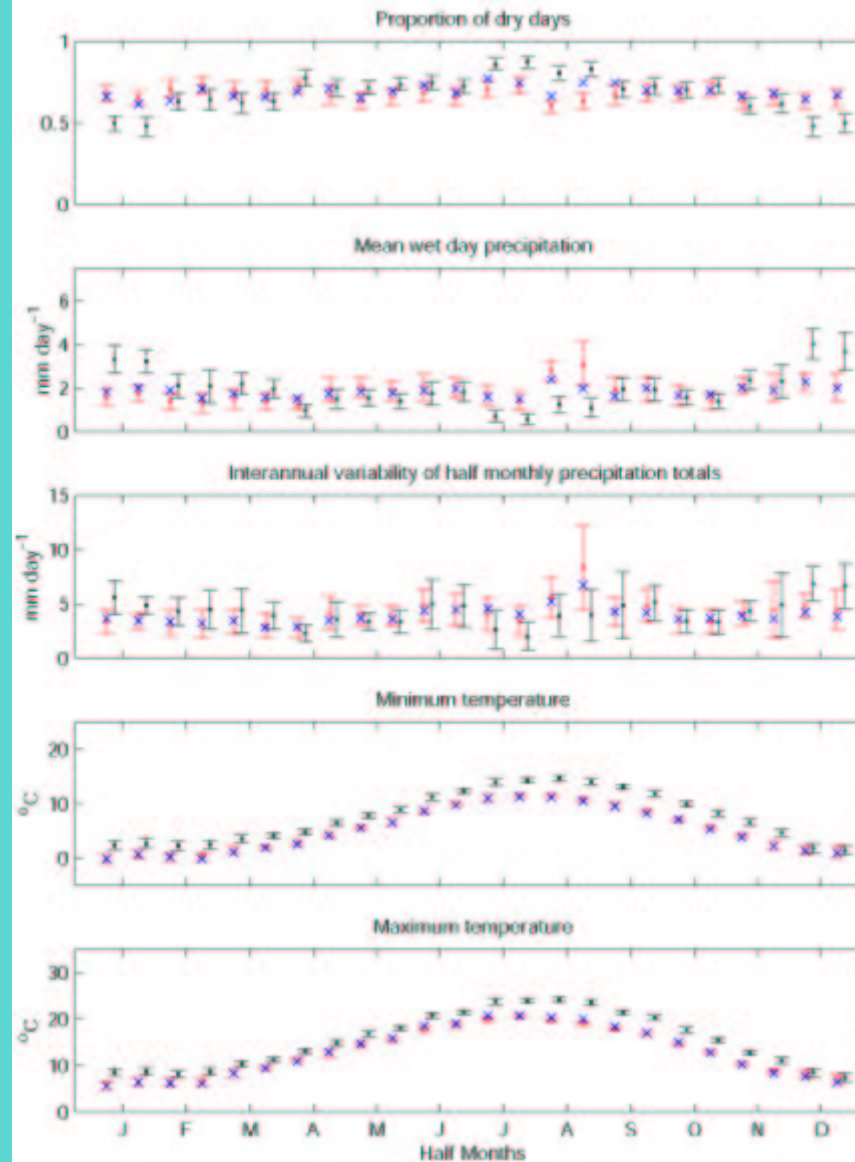 Proportion of dry days
1
0.5
0
Mean wet day precipitation
6
4
2
0
mm day⁻¹
Interannual variability of half monthly precipitation totals
15
10
5
0
mm day⁻¹
Minimum temperature
20
10
0
°C
Maximum temperature
30
20
10
0
°C
J F M A M J J A S O N D
Half Months